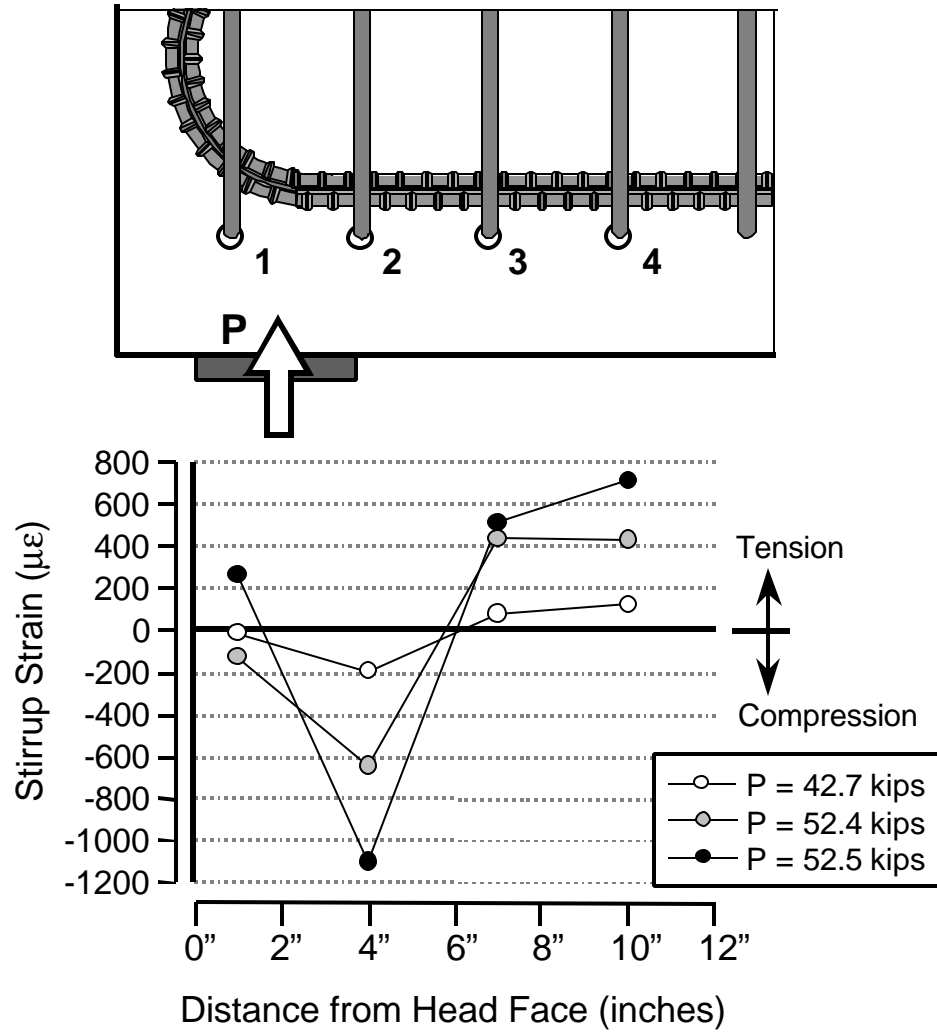 1
2
3
4
P
800
600
400
200
0
-200
-400
-600
-800
-1000
-1200
Stirrup Strain (με)
Tension
Compression
P = 42.7 kips
P = 52.4 kips
P = 52.5 kips
0”
2”
4”
6”
8”
10”
12”
Distance from Head Face (inches)